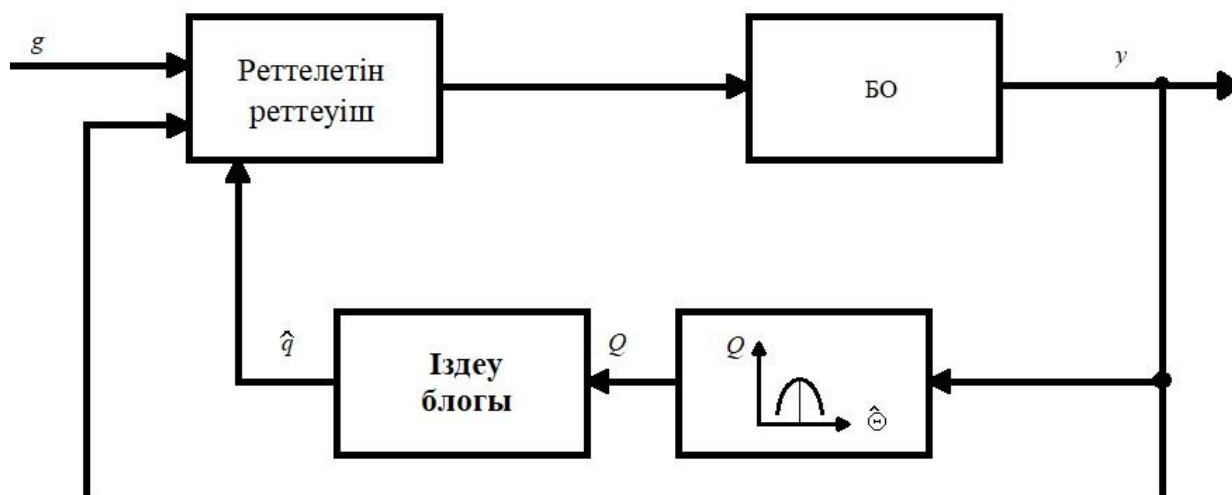 g
Реттелетін
реттеуіш
БО
y
q̂
Іздеу
блогы
Q
Q
Θ̂